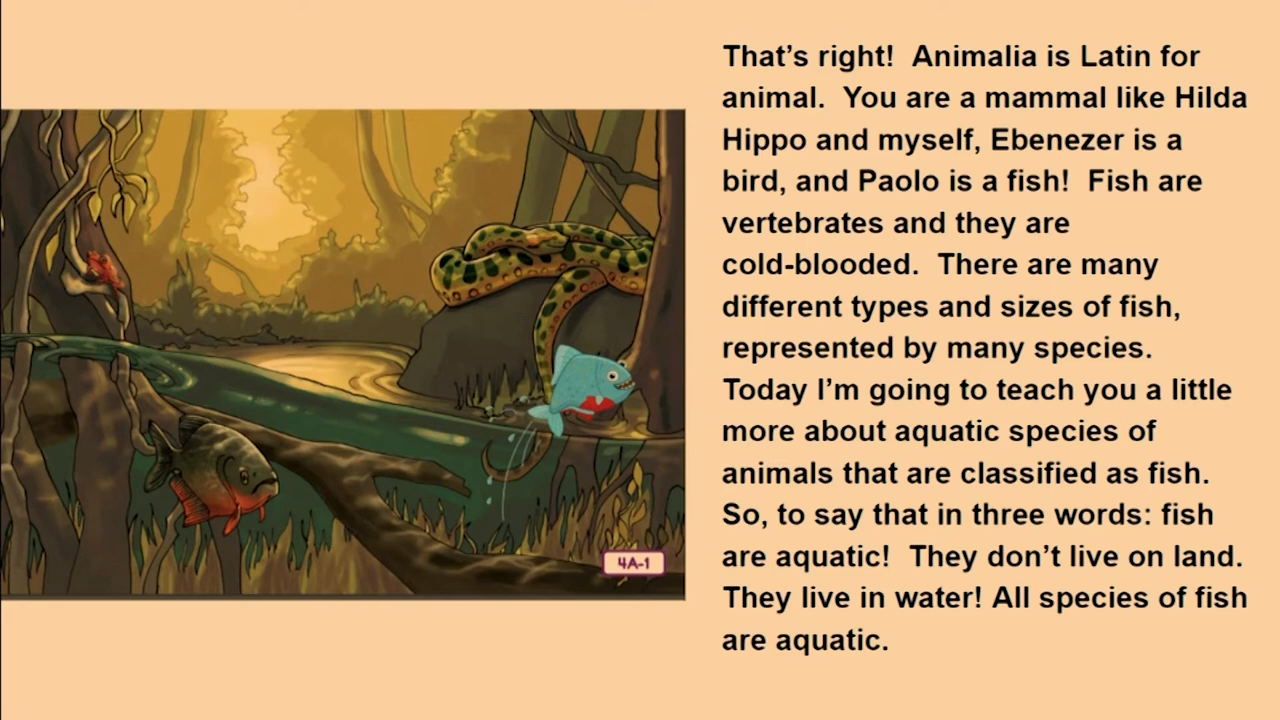 That’s right!  Animalia is Latin for
animal.  You are a mammal like Hilda
Hippo and myself, Ebenezer is a
bird, and Paolo is a fish!  Fish are
vertebrates and they are
cold-blooded.  There are many
different types and sizes of fish,
represented by many species.
Today I’m going to teach you a little
more about aquatic species of
animals that are classified as fish.
So, to say that in three words: fish
are aquatic!  They don’t live on land.
They live in water! All species of fish
are aquatic.
4A-1